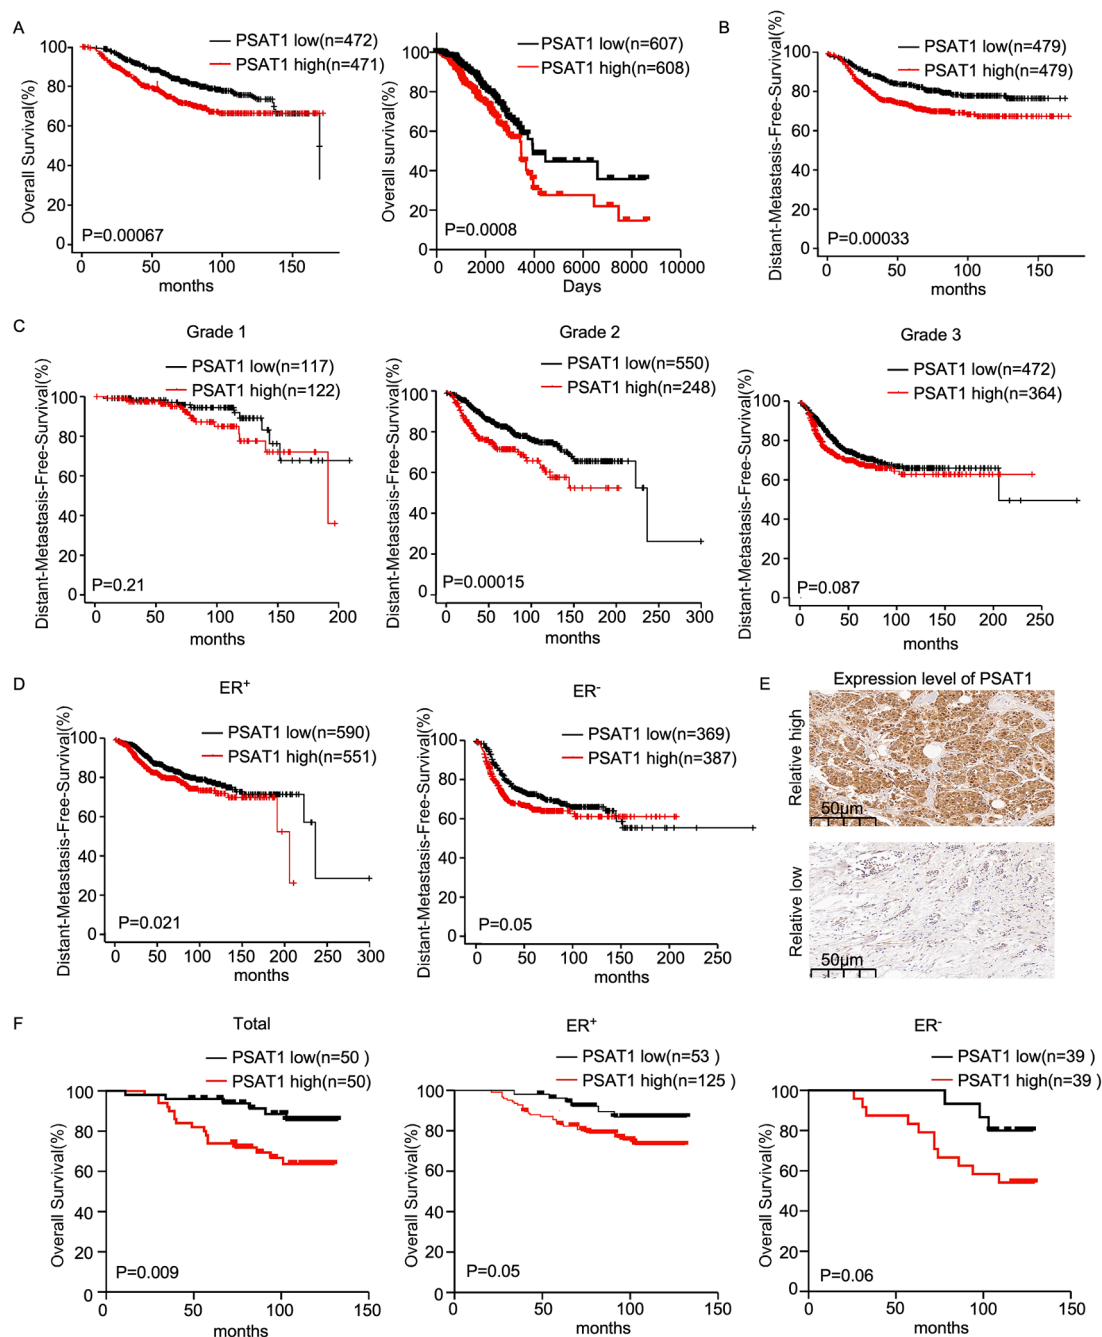 A
PSAT1 low(n=472)
PSAT1 high(n=471)
Overall Survival(%)
100
80
60
40
20
0
P=0.00067
0 50 100 150
months
PSAT1 low(n=607)
PSAT1 high(n=608)
Overall survival(%)
100
80
60
40
20
0
P=0.0008
0 2000 4000 6000 8000 10000
Days
B
PSAT1 low(n=479)
PSAT1 high(n=479)
Distant-Metastasis-Free-Survival(%)
100
80
60
40
20
0
P=0.00033
0 50 100 150
months
C
Grade 1
PSAT1 low(n=117)
PSAT1 high(n=122)
Distant-Metastasis-Free-Survival(%)
100
80
60
40
20
0
P=0.21
0 50 100 150 200
months
Grade 2
PSAT1 low(n=550)
PSAT1 high(n=248)
Distant-Metastasis-Free-Survival(%)
100
80
60
40
20
0
P=0.00015
0 50 100 150 200 300
months
Grade 3
PSAT1 low(n=472)
PSAT1 high(n=364)
Distant-Metastasis-Free-Survival(%)
100
80
60
40
20
0
P=0.087
0 50 100 150 200 250
months
D
ER⁺
PSAT1 low(n=590)
PSAT1 high(n=551)
Distant-Metastasis-Free-Survival(%)
100
80
60
40
20
0
P=0.021
0 50 100 150 200 250 300
months
ER⁻
PSAT1 low(n=369)
PSAT1 high(n=387)
Distant-Metastasis-Free-Survival(%)
100
80
60
40
20
0
P=0.05
0 50 100 150 200 250
months
E
Expression level of PSAT1
Relative high
50μm
Relative low
50μm
F
Total
PSAT1 low(n=50 )
PSAT1 high(n=50)
Overall Survival(%)
100
80
60
40
20
0
P=0.009
50 100 150
months
ER⁺
PSAT1 low(n=53 )
PSAT1 high(n=125 )
Overall Survival(%)
100
80
60
40
20
0
P=0.05
0 50 100 150
months
ER⁻
PSAT1 low(n=39 )
PSAT1 high(n=39 )
Overall Survival(%)
100
80
60
40
20
0
P=0.06
0 50 100 150
months